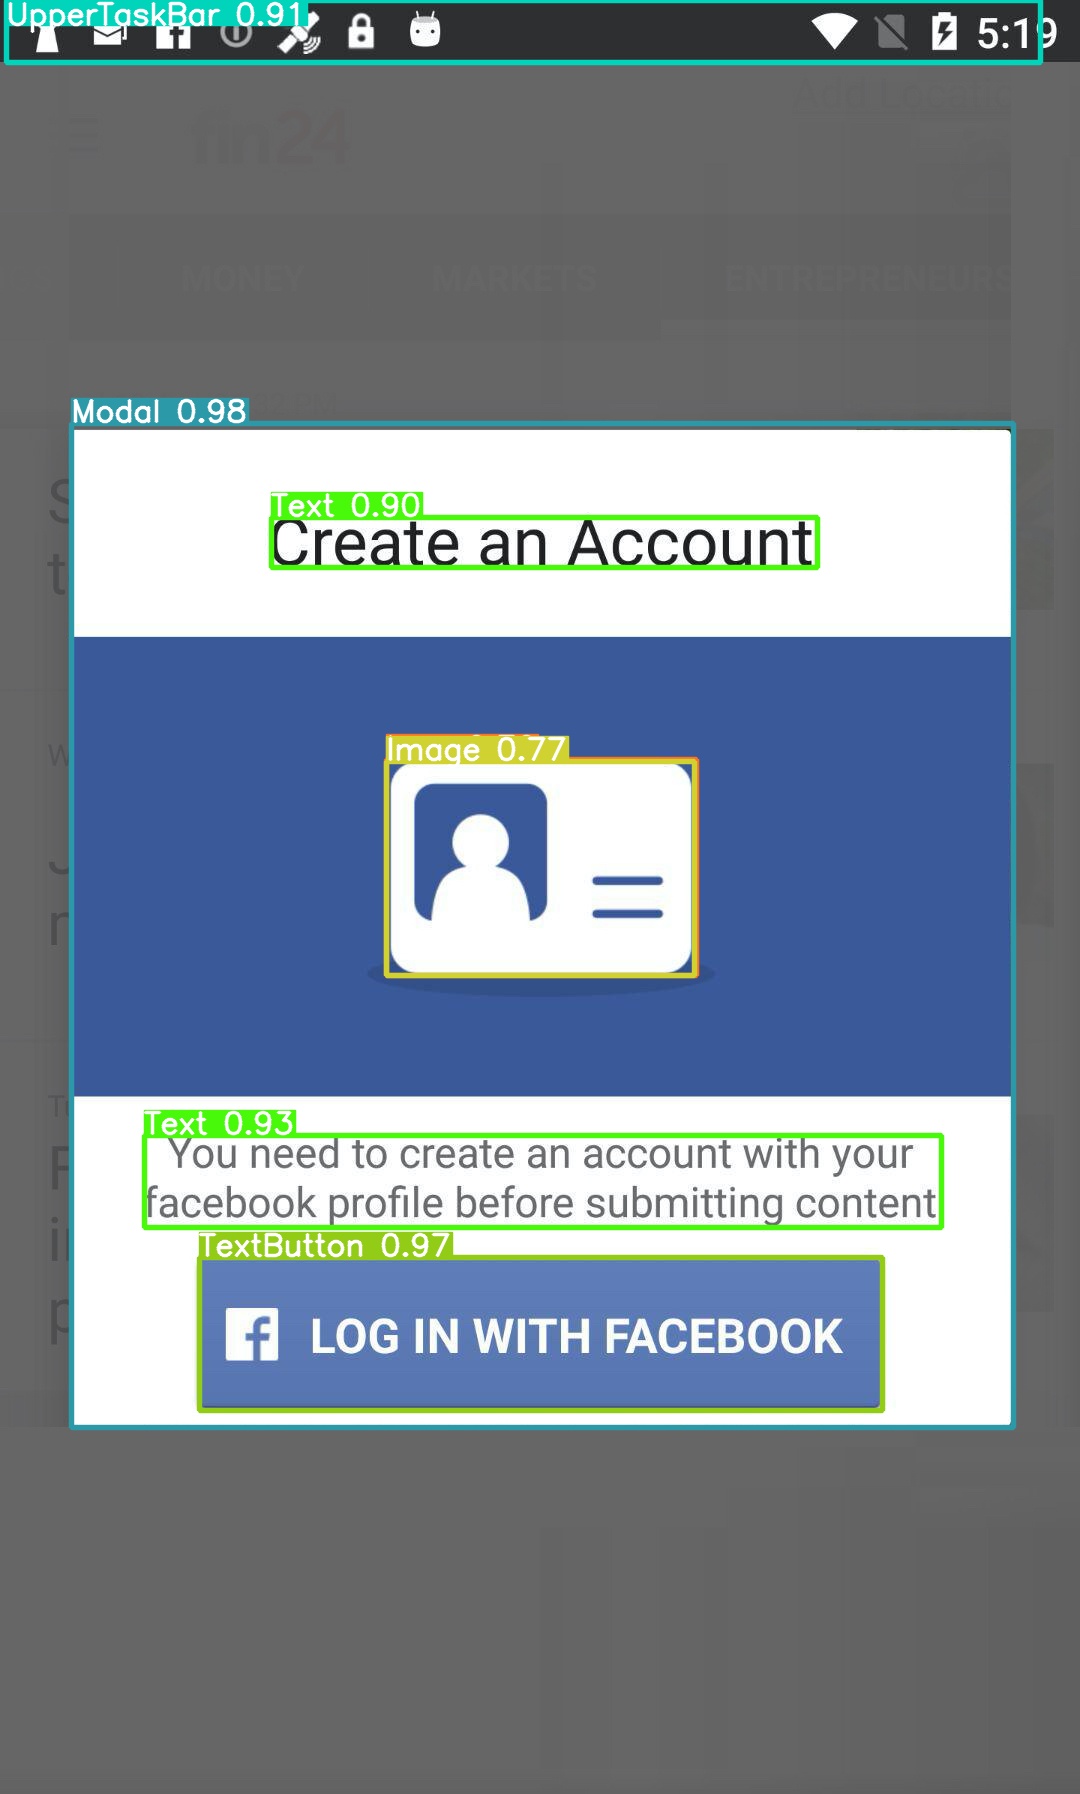 UpperTaskBar 0.91
5:19
Add Locatio
fin24
MONEY MARKETS ENTREPRENEURS
Modal 0.98
Text 0.90
Create an Account
Image 0.77
Text 0.93
You need to create an account with your
facebook profile before submitting content
TextButton 0.97
LOG IN WITH FACEBOOK